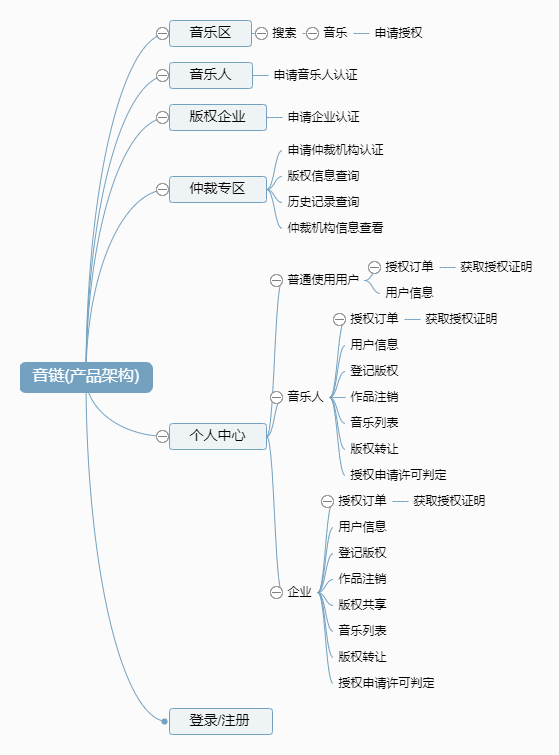 音乐区
搜索
音乐
申请授权
音乐人
申请音乐人认证
版权企业
申请企业认证
仲裁专区
申请仲裁机构认证
版权信息查询
历史记录查询
仲裁机构信息查看
音链(产品架构)
个人中心
普通使用用户
授权订单
获取授权证明
用户信息
音乐人
授权订单
获取授权证明
用户信息
登记版权
作品注销
音乐列表
版权转让
授权申请许可判定
企业
授权订单
获取授权证明
用户信息
登记版权
作品注销
版权共享
音乐列表
版权转让
授权申请许可判定
登录/注册